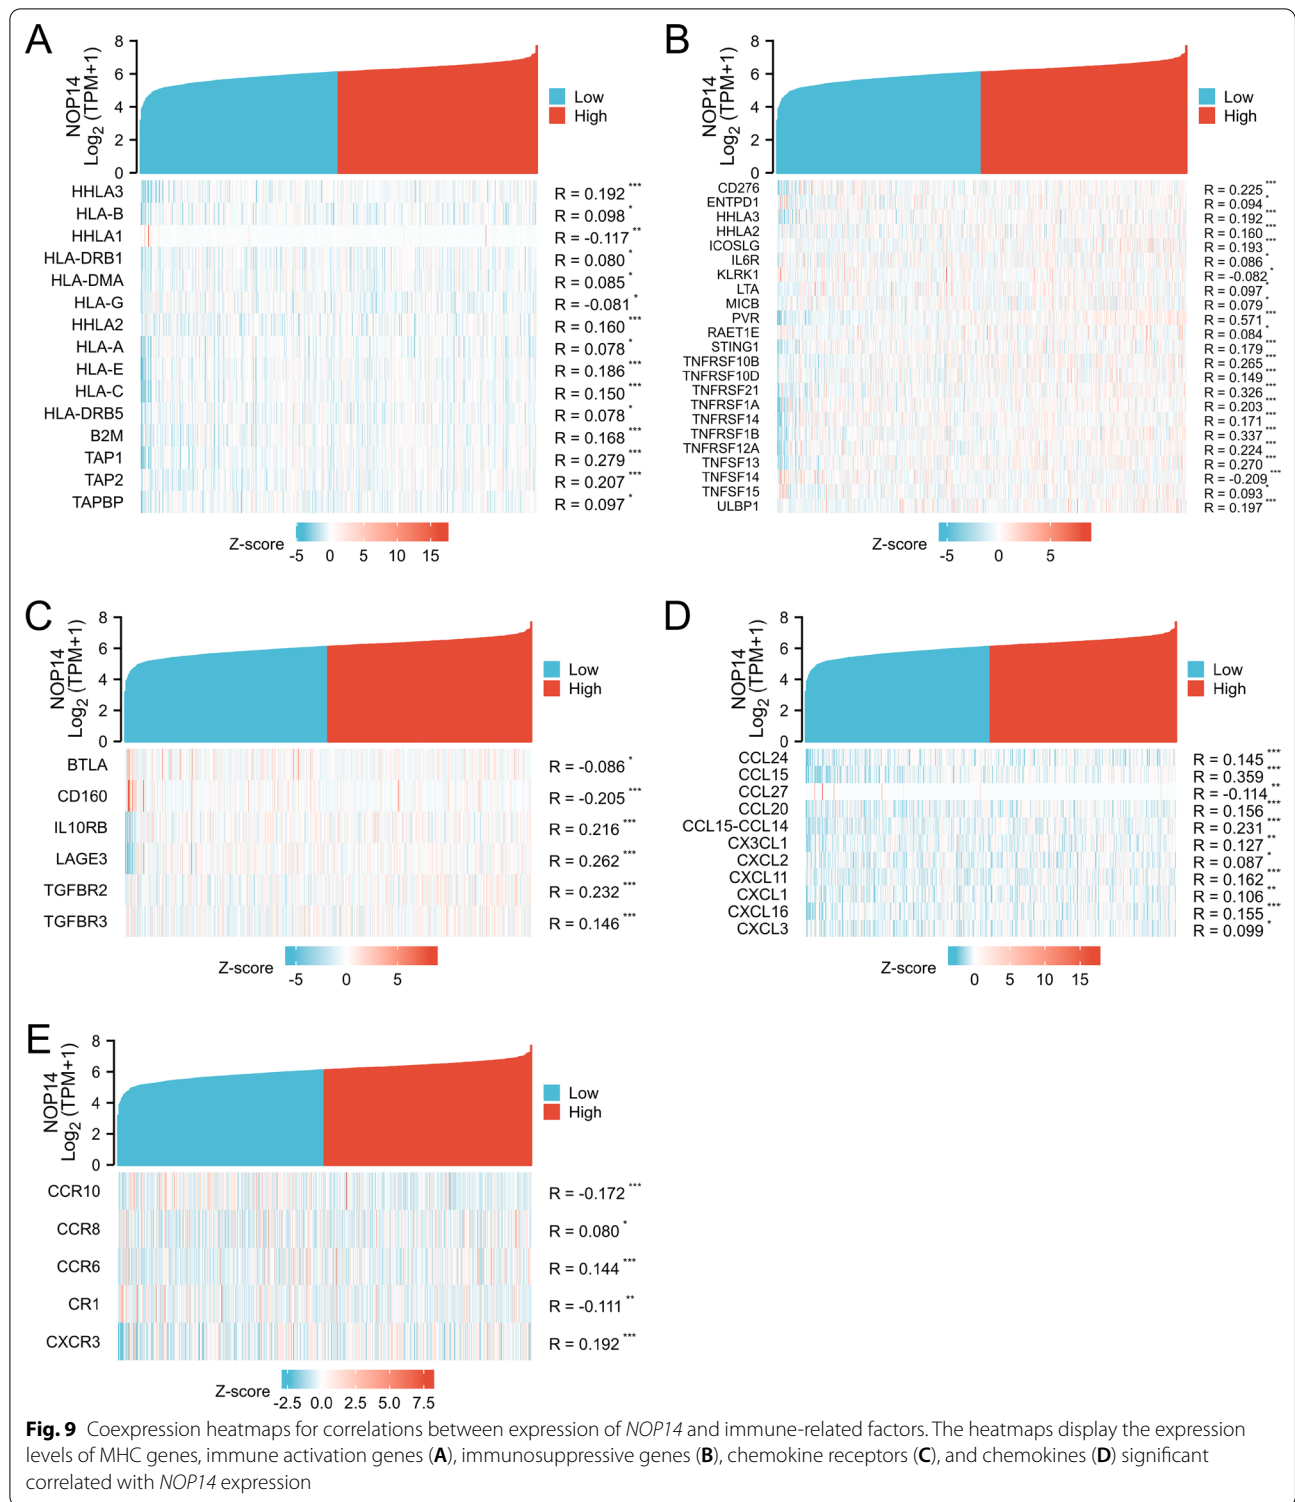 A
8
6
4
2
0
NOP14
Log2 (TPM+1)
Low
High
HHLA3 R = 0.192 ***
HLA-B R = 0.098 *
HHLA1 R = -0.117 **
HLA-DRB1 R = 0.080 *
HLA-DMA R = 0.085 *
HLA-G R = -0.081 *
HHLA2 R = 0.160 ***
HLA-A R = 0.078 *
HLA-E R = 0.186 ***
HLA-C R = 0.150 ***
HLA-DRB5 R = 0.078 *
B2M R = 0.168 ***
TAP1 R = 0.279 ***
TAP2 R = 0.207 ***
TAPBP R = 0.097 *
Z-score
-5 0 5 10 15
B
8
6
4
2
0
NOP14
Log2 (TPM+1)
Low
High
CD276 R = 0.225 ***
ENTPD1 R = 0.094 *
HHLA3 R = 0.192 ***
HHLA2 R = 0.160 ***
ICOSLG R = 0.193 ***
IL6R R = 0.086 *
KLRK1 R = -0.082 *
LTA R = 0.097 *
MICB R = 0.079 *
PVR R = 0.571 ***
RAET1E R = 0.084 *
STING1 R = 0.179 ***
TNFRSF10B R = 0.265 ***
TNFRSF10D R = 0.149 ***
TNFRSF21 R = 0.326 ***
TNFRSF1A R = 0.203 ***
TNFRSF14 R = 0.171 ***
TNFRSF1B R = 0.337 ***
TNFRSF12A R = 0.224 ***
TNFSF13 R = 0.270 ***
TNFSF14 R = -0.209 ***
TNFSF15 R = 0.093 *
ULBP1 R = 0.197 ***
Z-score
-5 0 5
C
8
6
4
2
0
NOP14
Log2 (TPM+1)
Low
High
BTLA R = -0.086 *
CD160 R = -0.205 ***
IL10RB R = 0.216 ***
LAGE3 R = 0.262 ***
TGFBR2 R = 0.232 ***
TGFBR3 R = 0.146 ***
Z-score
-5 0 5
D
8
6
4
2
0
NOP14
Log2 (TPM+1)
Low
High
CCL24 R = 0.145 ***
CCL15 R = 0.359 ***
CCL27 R = -0.114 **
CCL20 R = 0.156 ***
CCL15-CCL14 R = 0.231 ***
CX3CL1 R = 0.127 **
CXCL2 R = 0.087 *
CXCL11 R = 0.162 ***
CXCL1 R = 0.106 **
CXCL16 R = 0.155 ***
CXCL3 R = 0.099 *
Z-score
0 5 10 15
E
8
6
4
2
0
NOP14
Log2 (TPM+1)
Low
High
CCR10 R = -0.172 ***
CCR8 R = 0.080 *
CCR6 R = 0.144 ***
CR1 R = -0.111 **
CXCR3 R = 0.192 ***
Z-score
-2.5 0.0 2.5 5.0 7.5
Fig. 9 Coexpression heatmaps for correlations between expression of NOP14 and immune-related factors. The heatmaps display the expression
levels of MHC genes, immune activation genes (A), immunosuppressive genes (B), chemokine receptors (C), and chemokines (D) significant
correlated with NOP14 expression